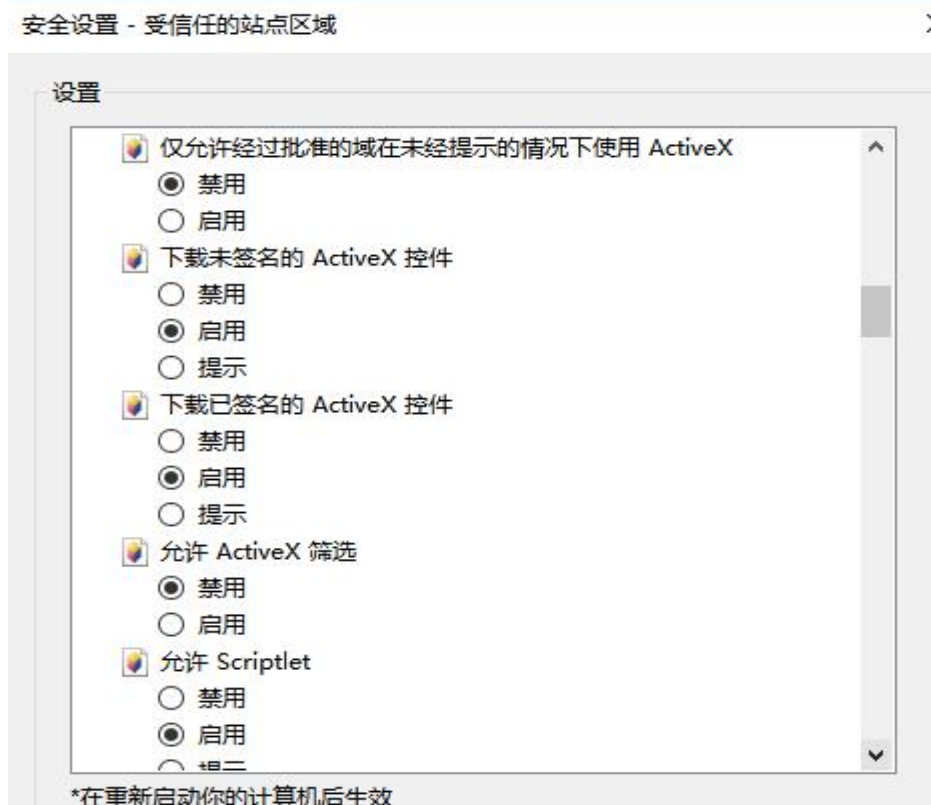 安全设置 - 受信任的站点区域
设置
仅允许经过批准的域在未经提示的情况下使用 ActiveX
禁用
启用
下载未签名的 ActiveX 控件
禁用
启用
提示
下载已签名的 ActiveX 控件
禁用
启用
提示
允许 ActiveX 筛选
禁用
启用
允许 Scriptlet
禁用
启用
*在重新启动你的计算机后生效